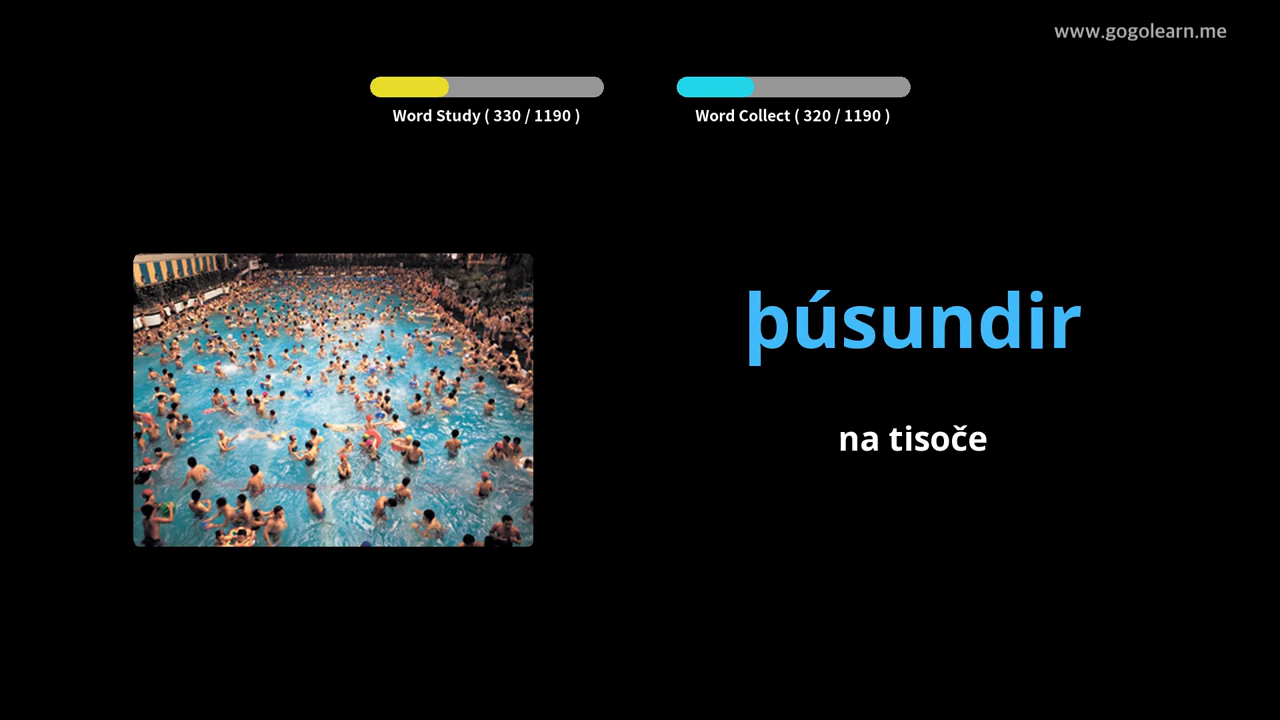 www.gogolearn.me
Word Study ( 330 / 1190 )
Word Collect ( 320 / 1190 )
þúsundir
na tisoče